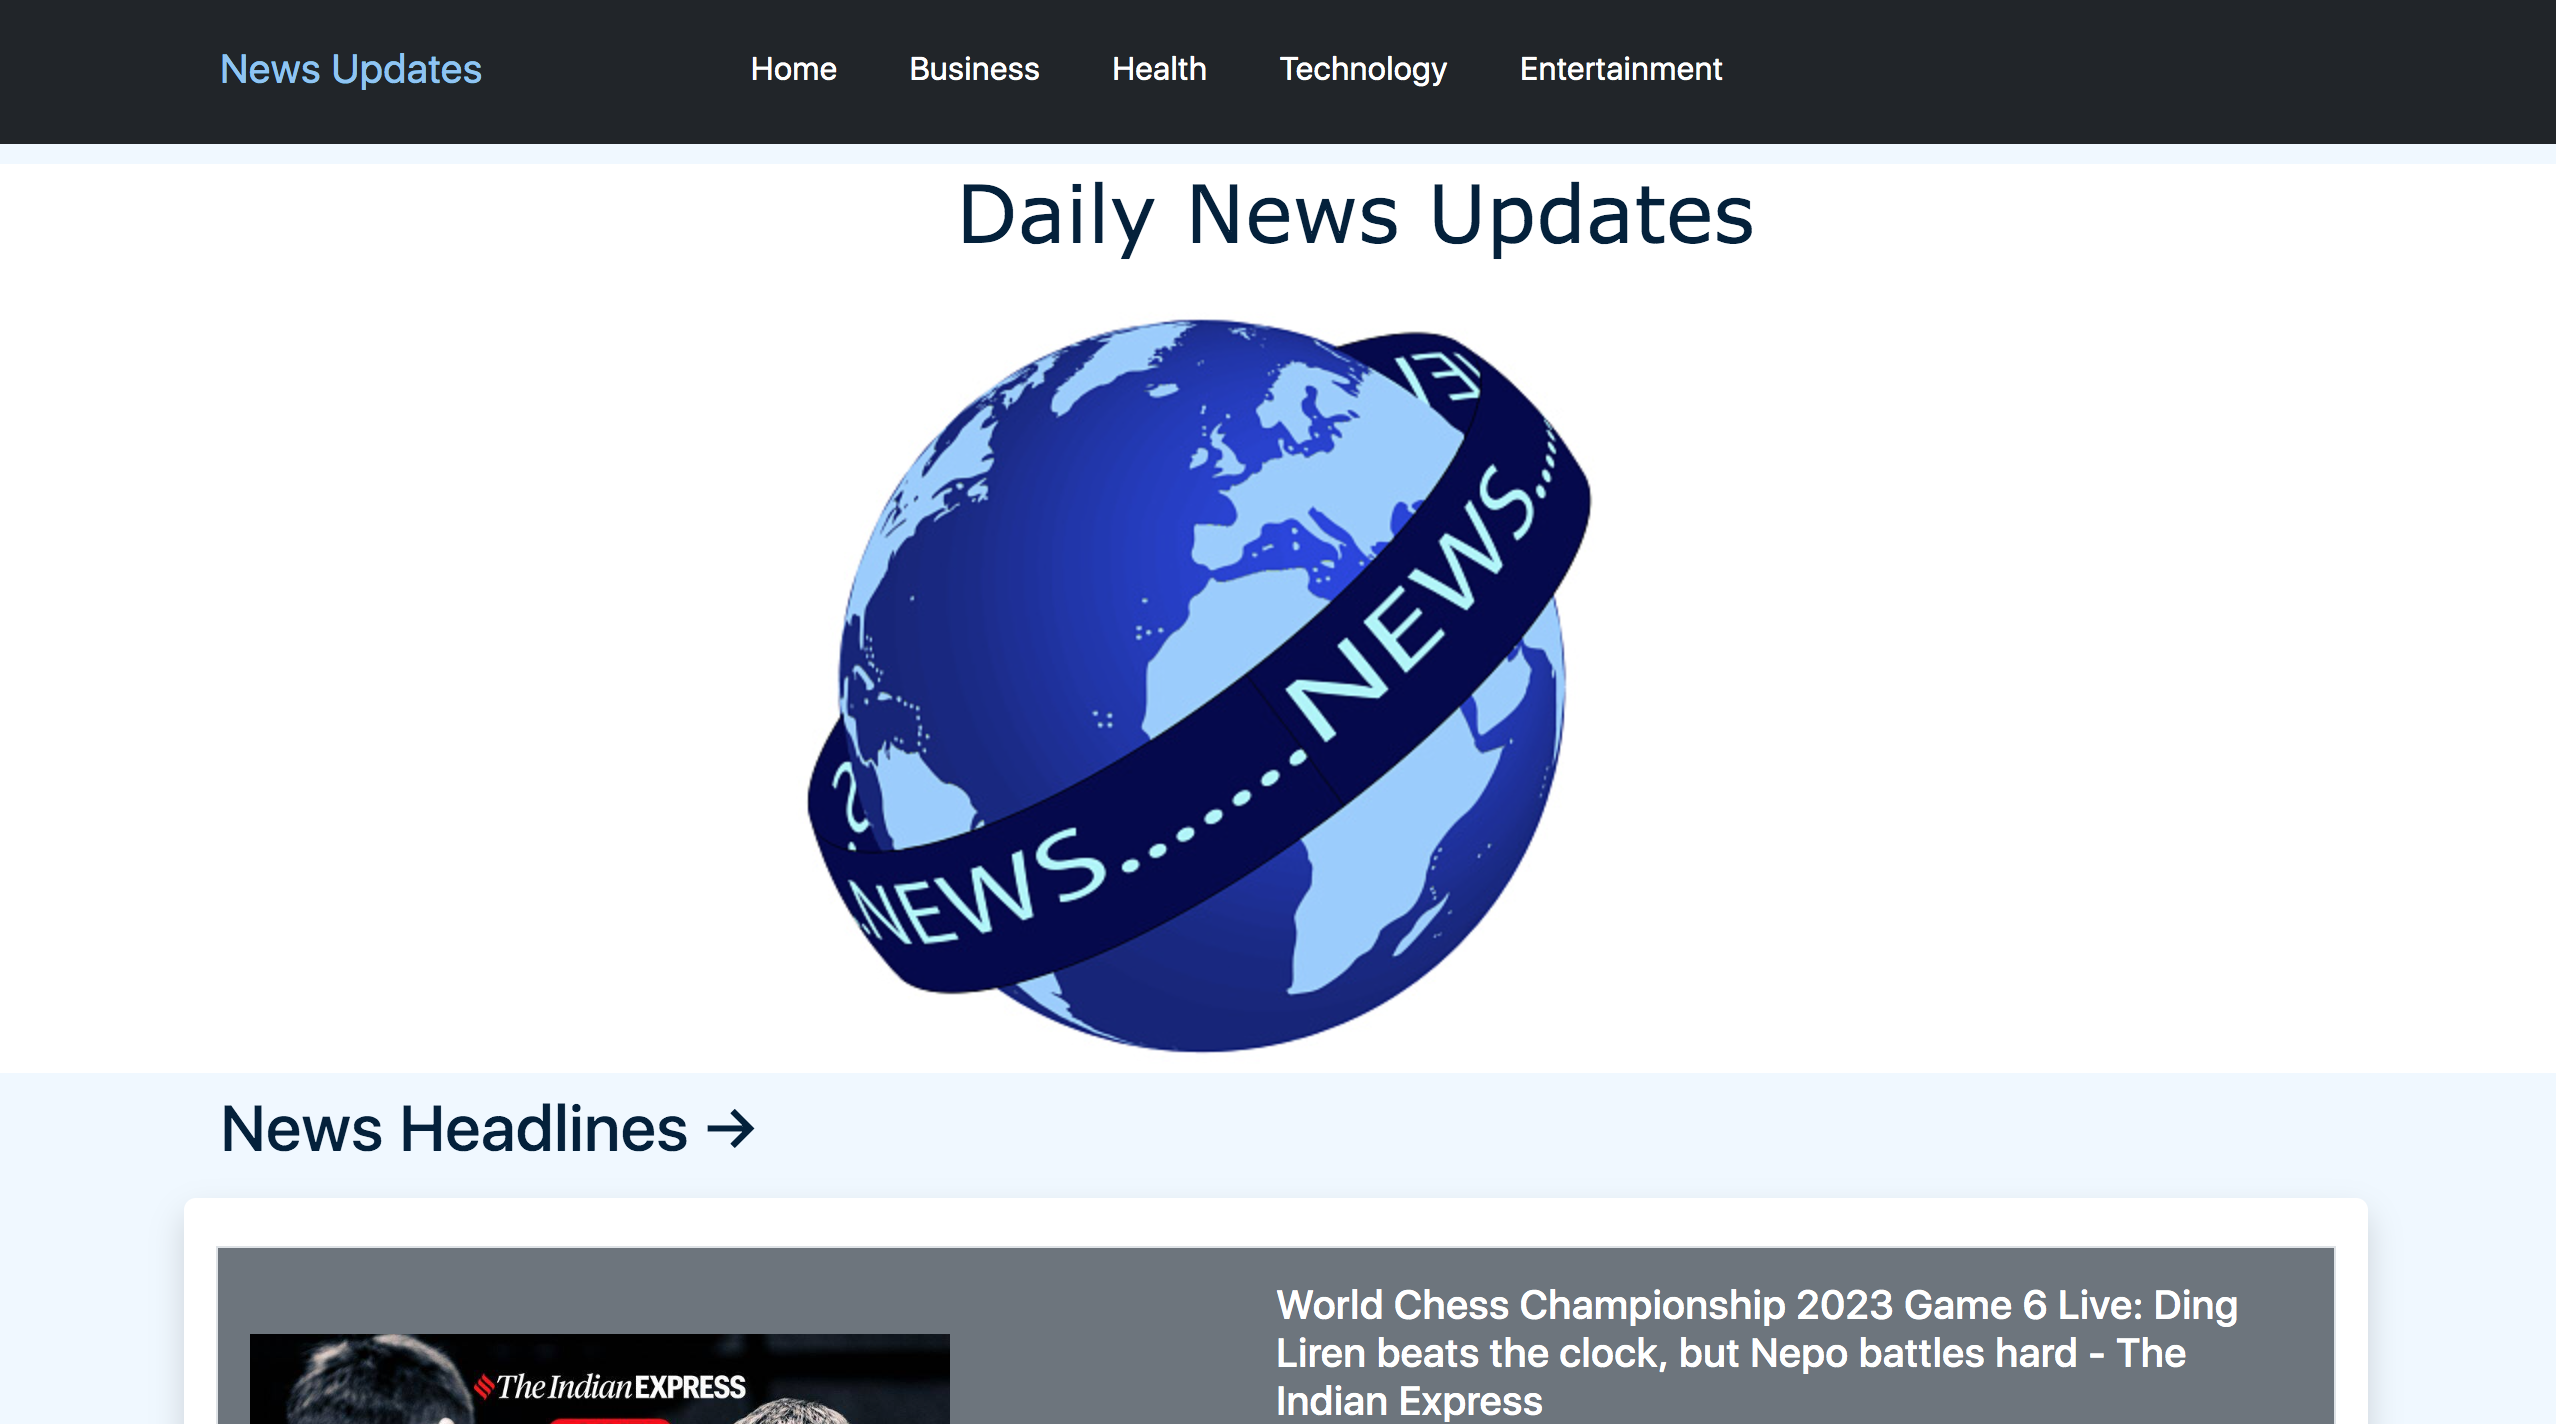 News Updates
Home Business Health Technology Entertainment
Daily News Updates
NEWS.......NEWS.....
News Headlines →
The Indian EXPRESS
World Chess Championship 2023 Game 6 Live: Ding
Liren beats the clock, but Nepo battles hard - The
Indian Express